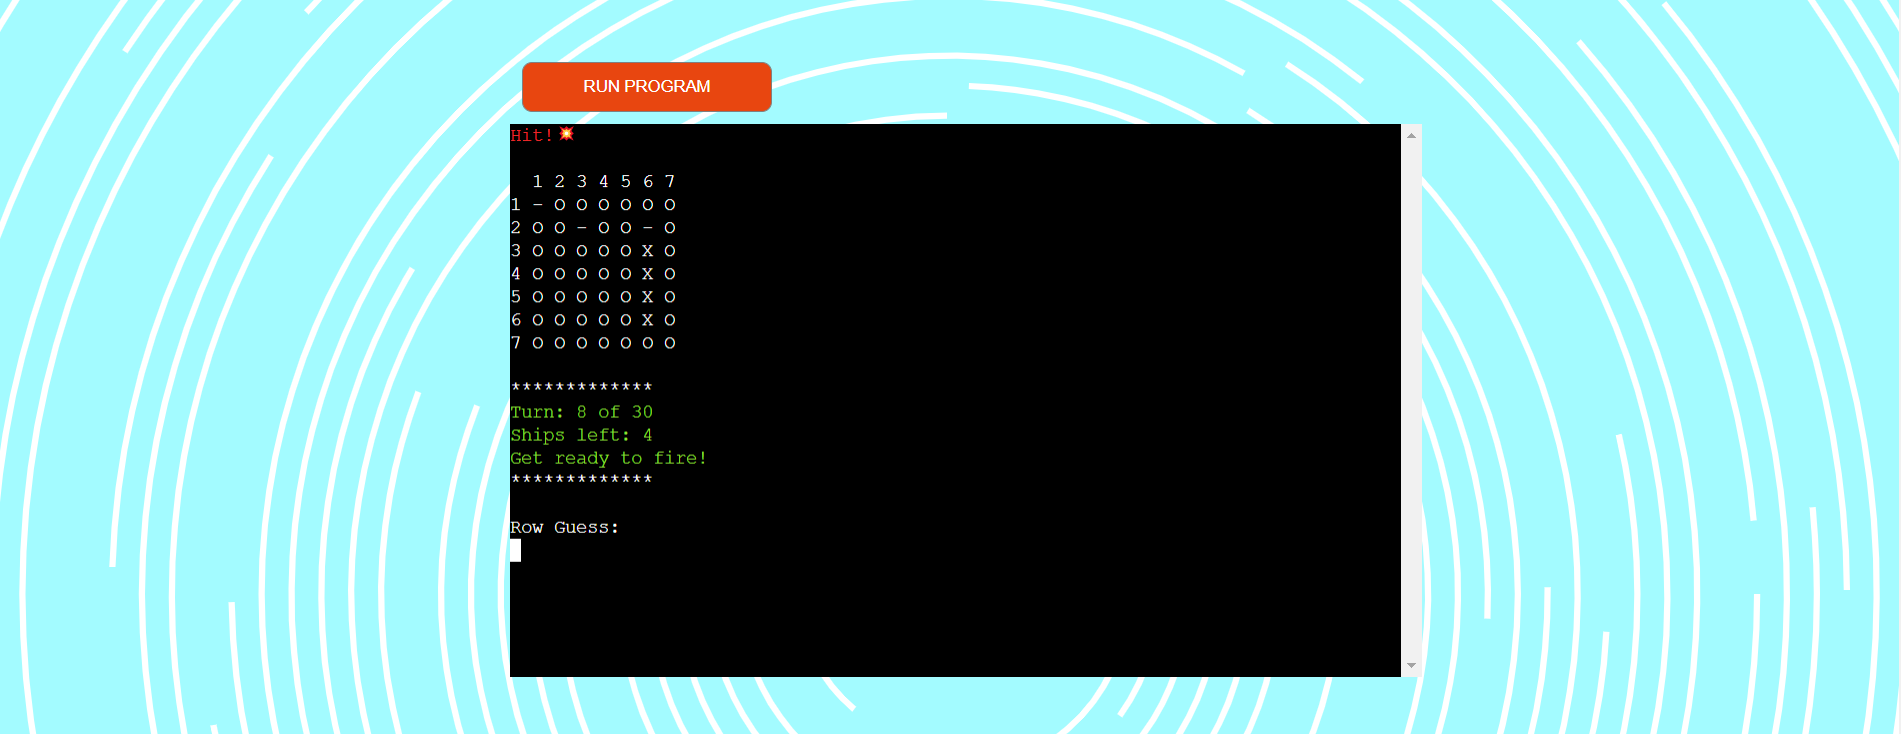 RUN PROGRAM
Hit!💥
  1 2 3 4 5 6 7
1 - O O O O O O
2 O O - O O - O
3 O O O O O X O
4 O O O O O X O
5 O O O O O X O
6 O O O O O X O
7 O O O O O O O
*************
Turn: 8 of 30
Ships left: 4
Get ready to fire!
*************
Row Guess: